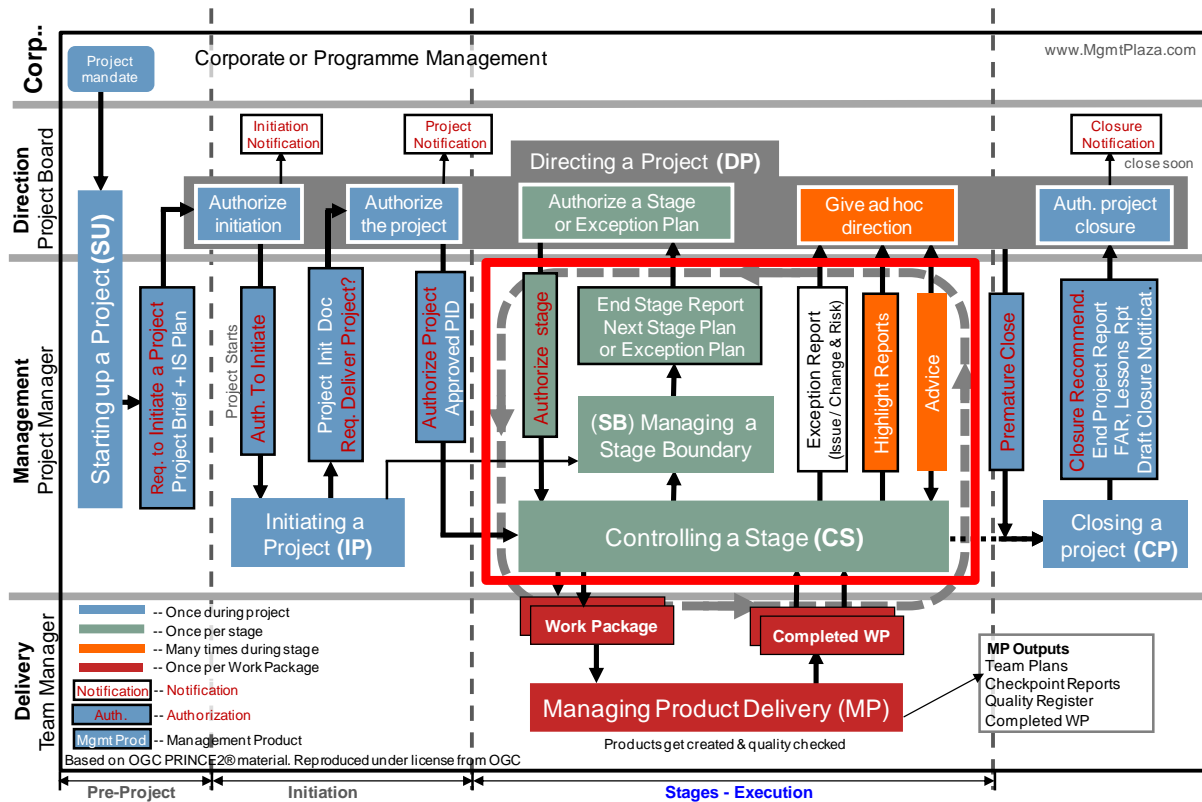 Corp..
Project
mandate
Corporate or Programme Management
www.MgmtPlaza.com
Direction
Project Board
Initiation
Notification
Project
Notification
Directing a Project (DP)
Closure
Notification
close soon
Authorize
initiation
Authorize
the project
Authorize a Stage
or Exception Plan
Give ad hoc
direction
Auth. project
closure
Management
Project Manager
Starting up a Project (SU)
Req. to Initiate a Project
Project Brief + IS Plan
Project Starts
Auth. To Initiate
Project Init Doc
Req. Deliver Project?
Authorize Project
Approved PID
Authorize stage
End Stage Report
Next Stage Plan
or Exception Plan
(SB) Managing a
Stage Boundary
Exception Report
(Issue / Change & Risk)
Highlight Reports
Advice
Premature Close
Closure Recommend.
End Project Report
FAR, Lessons Rpt
Draft Closure Notificat.
Initiating a
Project (IP)
Controlling a Stage (CS)
Closing a
project (CP)
Delivery
Team Manager
-- Once during project
-- Once per stage
-- Many times during stage
-- Once per Work Package
Notification -- Notification
Auth. -- Authorization
Mgmt Prod -- Management Product
Work Package
Completed WP
Managing Product Delivery (MP)
Products get created & quality checked
MP Outputs
Team Plans
Checkpoint Reports
Quality Register
Completed WP
Based on OGC PRINCE2® material. Reproduced under license from OGC
Pre-Project
Initiation
Stages - Execution